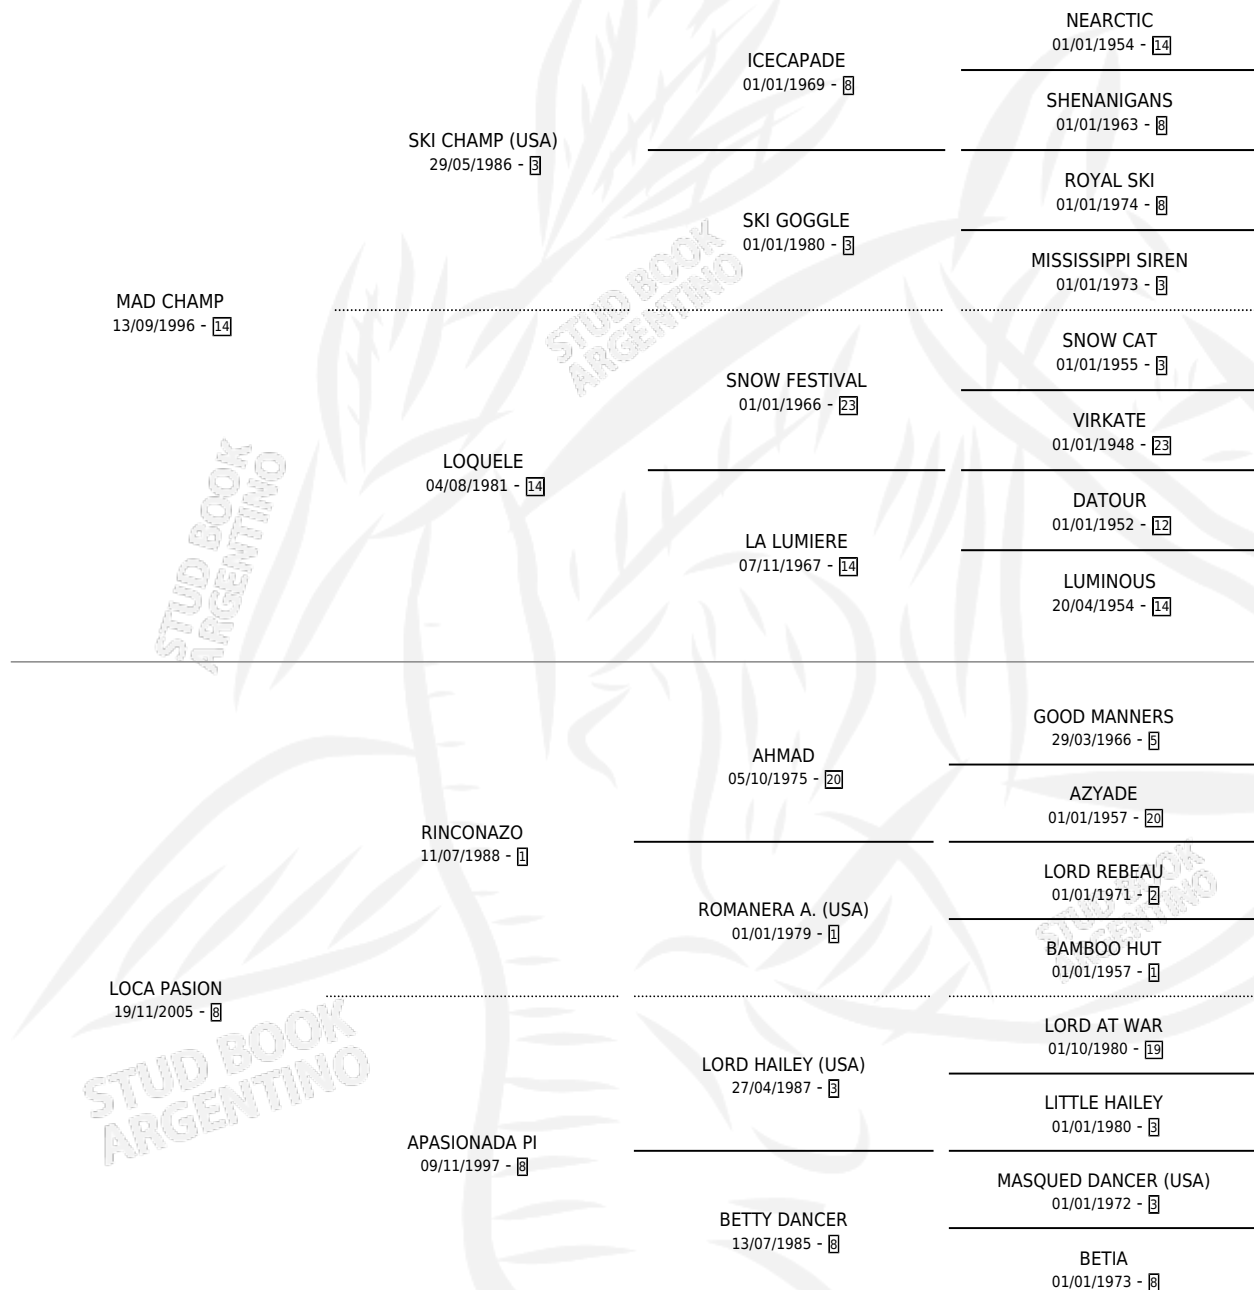 NEARCTIC
01/01/1954 - 14
ICECAPADE
01/01/1969 - 8
SHENANIGANS
01/01/1963 - 8
SKI CHAMP (USA)
29/05/1986 - 3
ROYAL SKI
01/01/1974 - 8
SKI GOGGLE
01/01/1980 - 3
MISSISSIPPI SIREN
01/01/1973 - 3
MAD CHAMP
13/09/1996 - 14
STUD BOOK
ARGENTINO
SNOW CAT
01/01/1955 - 3
SNOW FESTIVAL
01/01/1966 - 23
VIRKATE
01/01/1948 - 23
LOQUELE
04/08/1981 - 14
DATOUR
01/01/1952 - 12
LA LUMIERE
07/11/1967 - 14
LUMINOUS
20/04/1954 - 14
STUD BOOK
ARGENTINO
GOOD MANNERS
29/03/1966 - 5
AHMAD
05/10/1975 - 20
AZYADE
01/01/1957 - 20
RINCONAZO
11/07/1988 - 1
LORD REBEAU
01/01/1971 - 2
ROMANERA A. (USA)
01/01/1979 - 1
BAMBOO HUT
01/01/1957 - 1
STUD BOOK
ARGENTINO
LOCA PASION
19/11/2005 - 8
LORD AT WAR
01/10/1980 - 19
LORD HAILEY (USA)
27/04/1987 - 3
LITTLE HAILEY
01/01/1980 - 3
STUD BOOK
ARGENTINO
APASIONADA PI
09/11/1997 - 8
MASQUED DANCER (USA)
01/01/1972 - 3
BETTY DANCER
13/07/1985 - 8
BETIA
01/01/1973 - 8